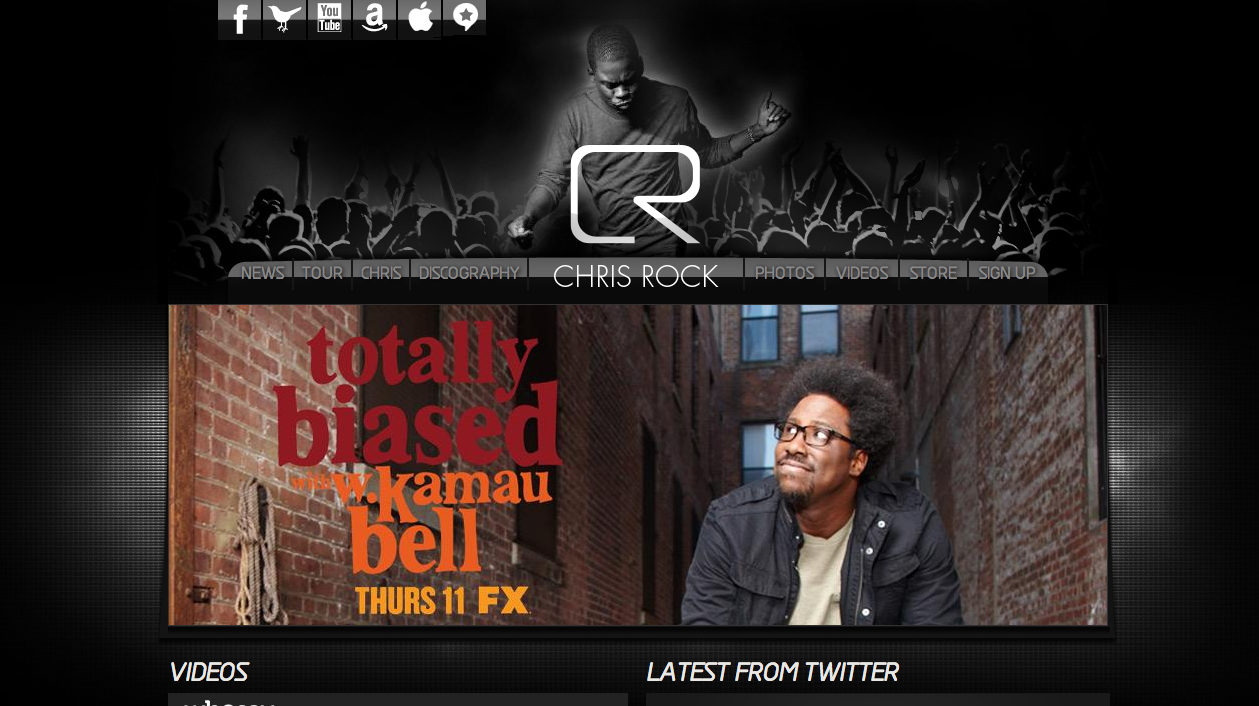 f You Tube a
CR
NEWS TOUR CHRIS DISCOGRAPHY CHRIS ROCK PHOTOS VIDEOS STORE SIGN UP
totally
biased
with w.kamau
bell
THURS 11 FX
VIDEOS
LATEST FROM TWITTER